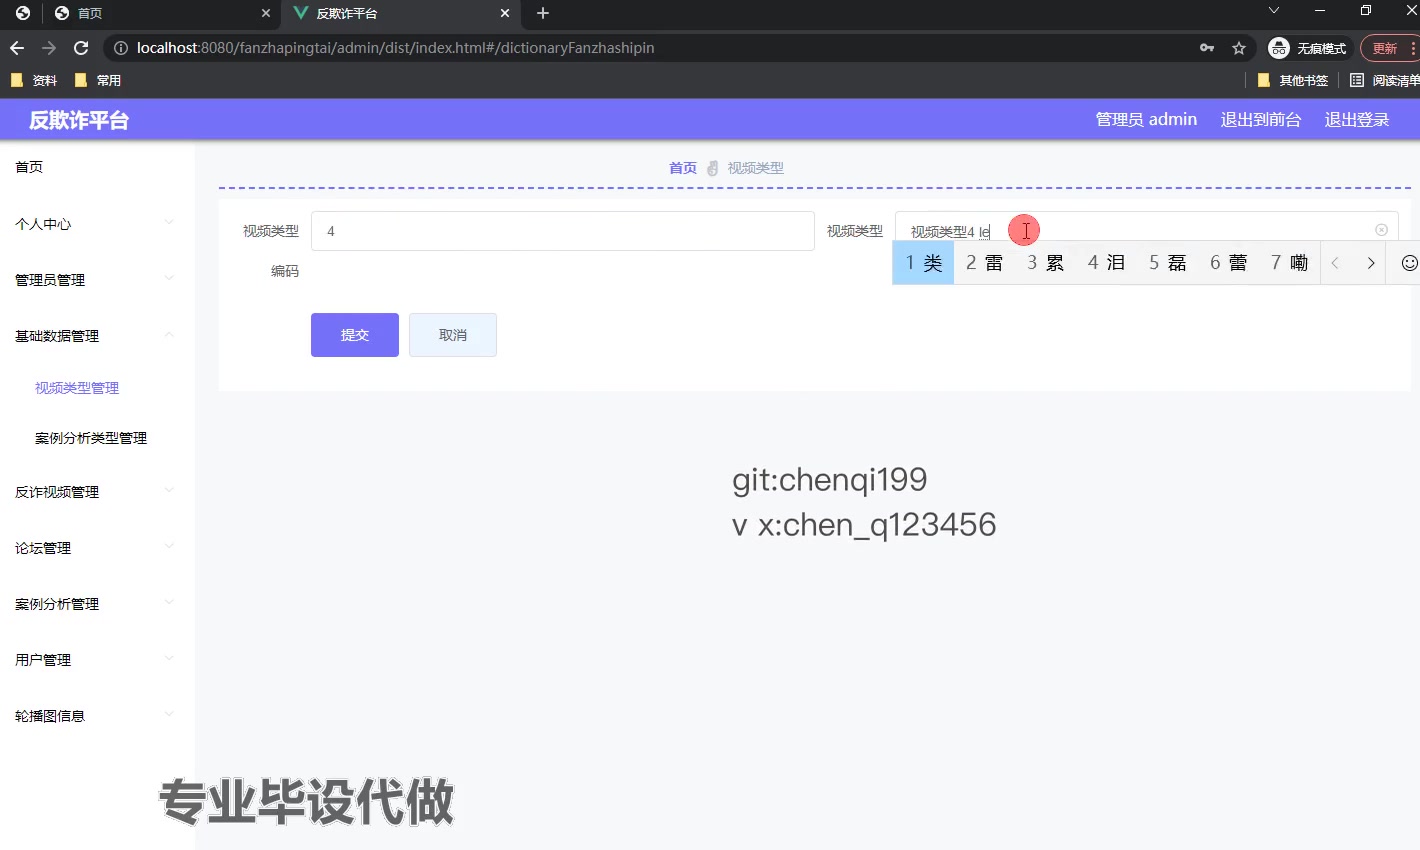 首页
反欺诈平台
localhost:8080/fanzhapingtai/admin/dist/index.html#/dictionaryFanzhashipin
无痕模式
更新
资料
常用
其他书签
阅读清单
反欺诈平台
管理员 admin
退出到前台
退出登录
首页
个人中心
管理员管理
基础数据管理
视频类型管理
案例分析类型管理
反诈视频管理
论坛管理
案例分析管理
用户管理
轮播图信息
首页
视频类型
视频类型
编码
4
视频类型
视频类型4 le
1 类 2 雷 3 累 4 泪 5 磊 6 蕾 7 嘞
提交
取消
git:chenqi199
v x:chen_q123456
专业毕设代做